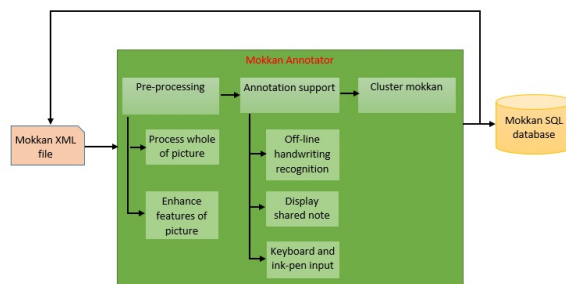 Mokkan Annotator
Pre-processing
Annotation support
Cluster mokkan
Mokkan XML
file
Process whole
of picture
Enhance
features of
picture
Off-line
handwriting
recognition
Display
shared note
Keyboard and
ink-pen input
Mokkan SQL
database